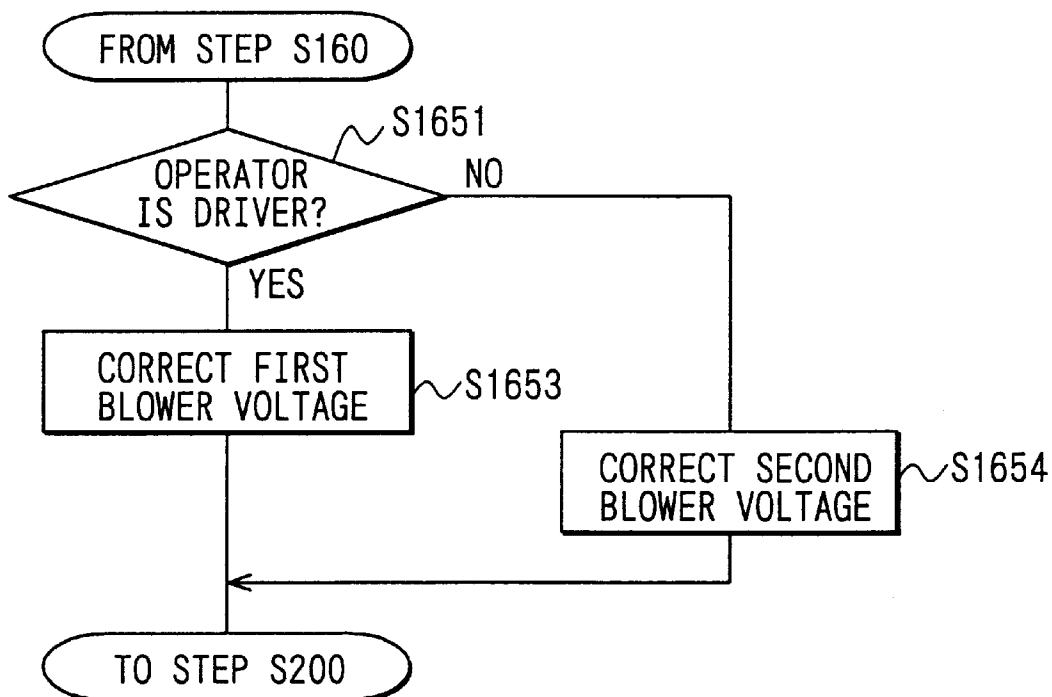 FROM STEP S160
S1651
OPERATOR
IS DRIVER?
NO
YES
CORRECT FIRST
BLOWER VOLTAGE
S1653
CORRECT SECOND
BLOWER VOLTAGE
S1654
TO STEP S200